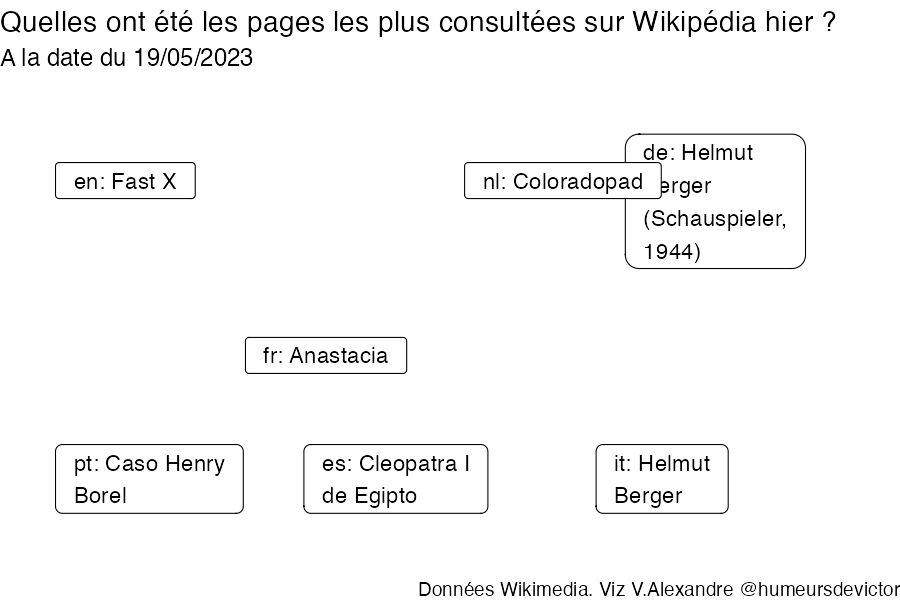 Quelles ont été les pages les plus consultées sur Wikipédia hier ?
A la date du 19/05/2023
en: Fast X
nl: Coloradopad
de: Helmut
erger
(Schauspieler,
1944)
fr: Anastacia
pt: Caso Henry
Borel
es: Cleopatra I
de Egipto
it: Helmut
Berger
Données Wikimedia. Viz V.Alexandre @humeursdevictor